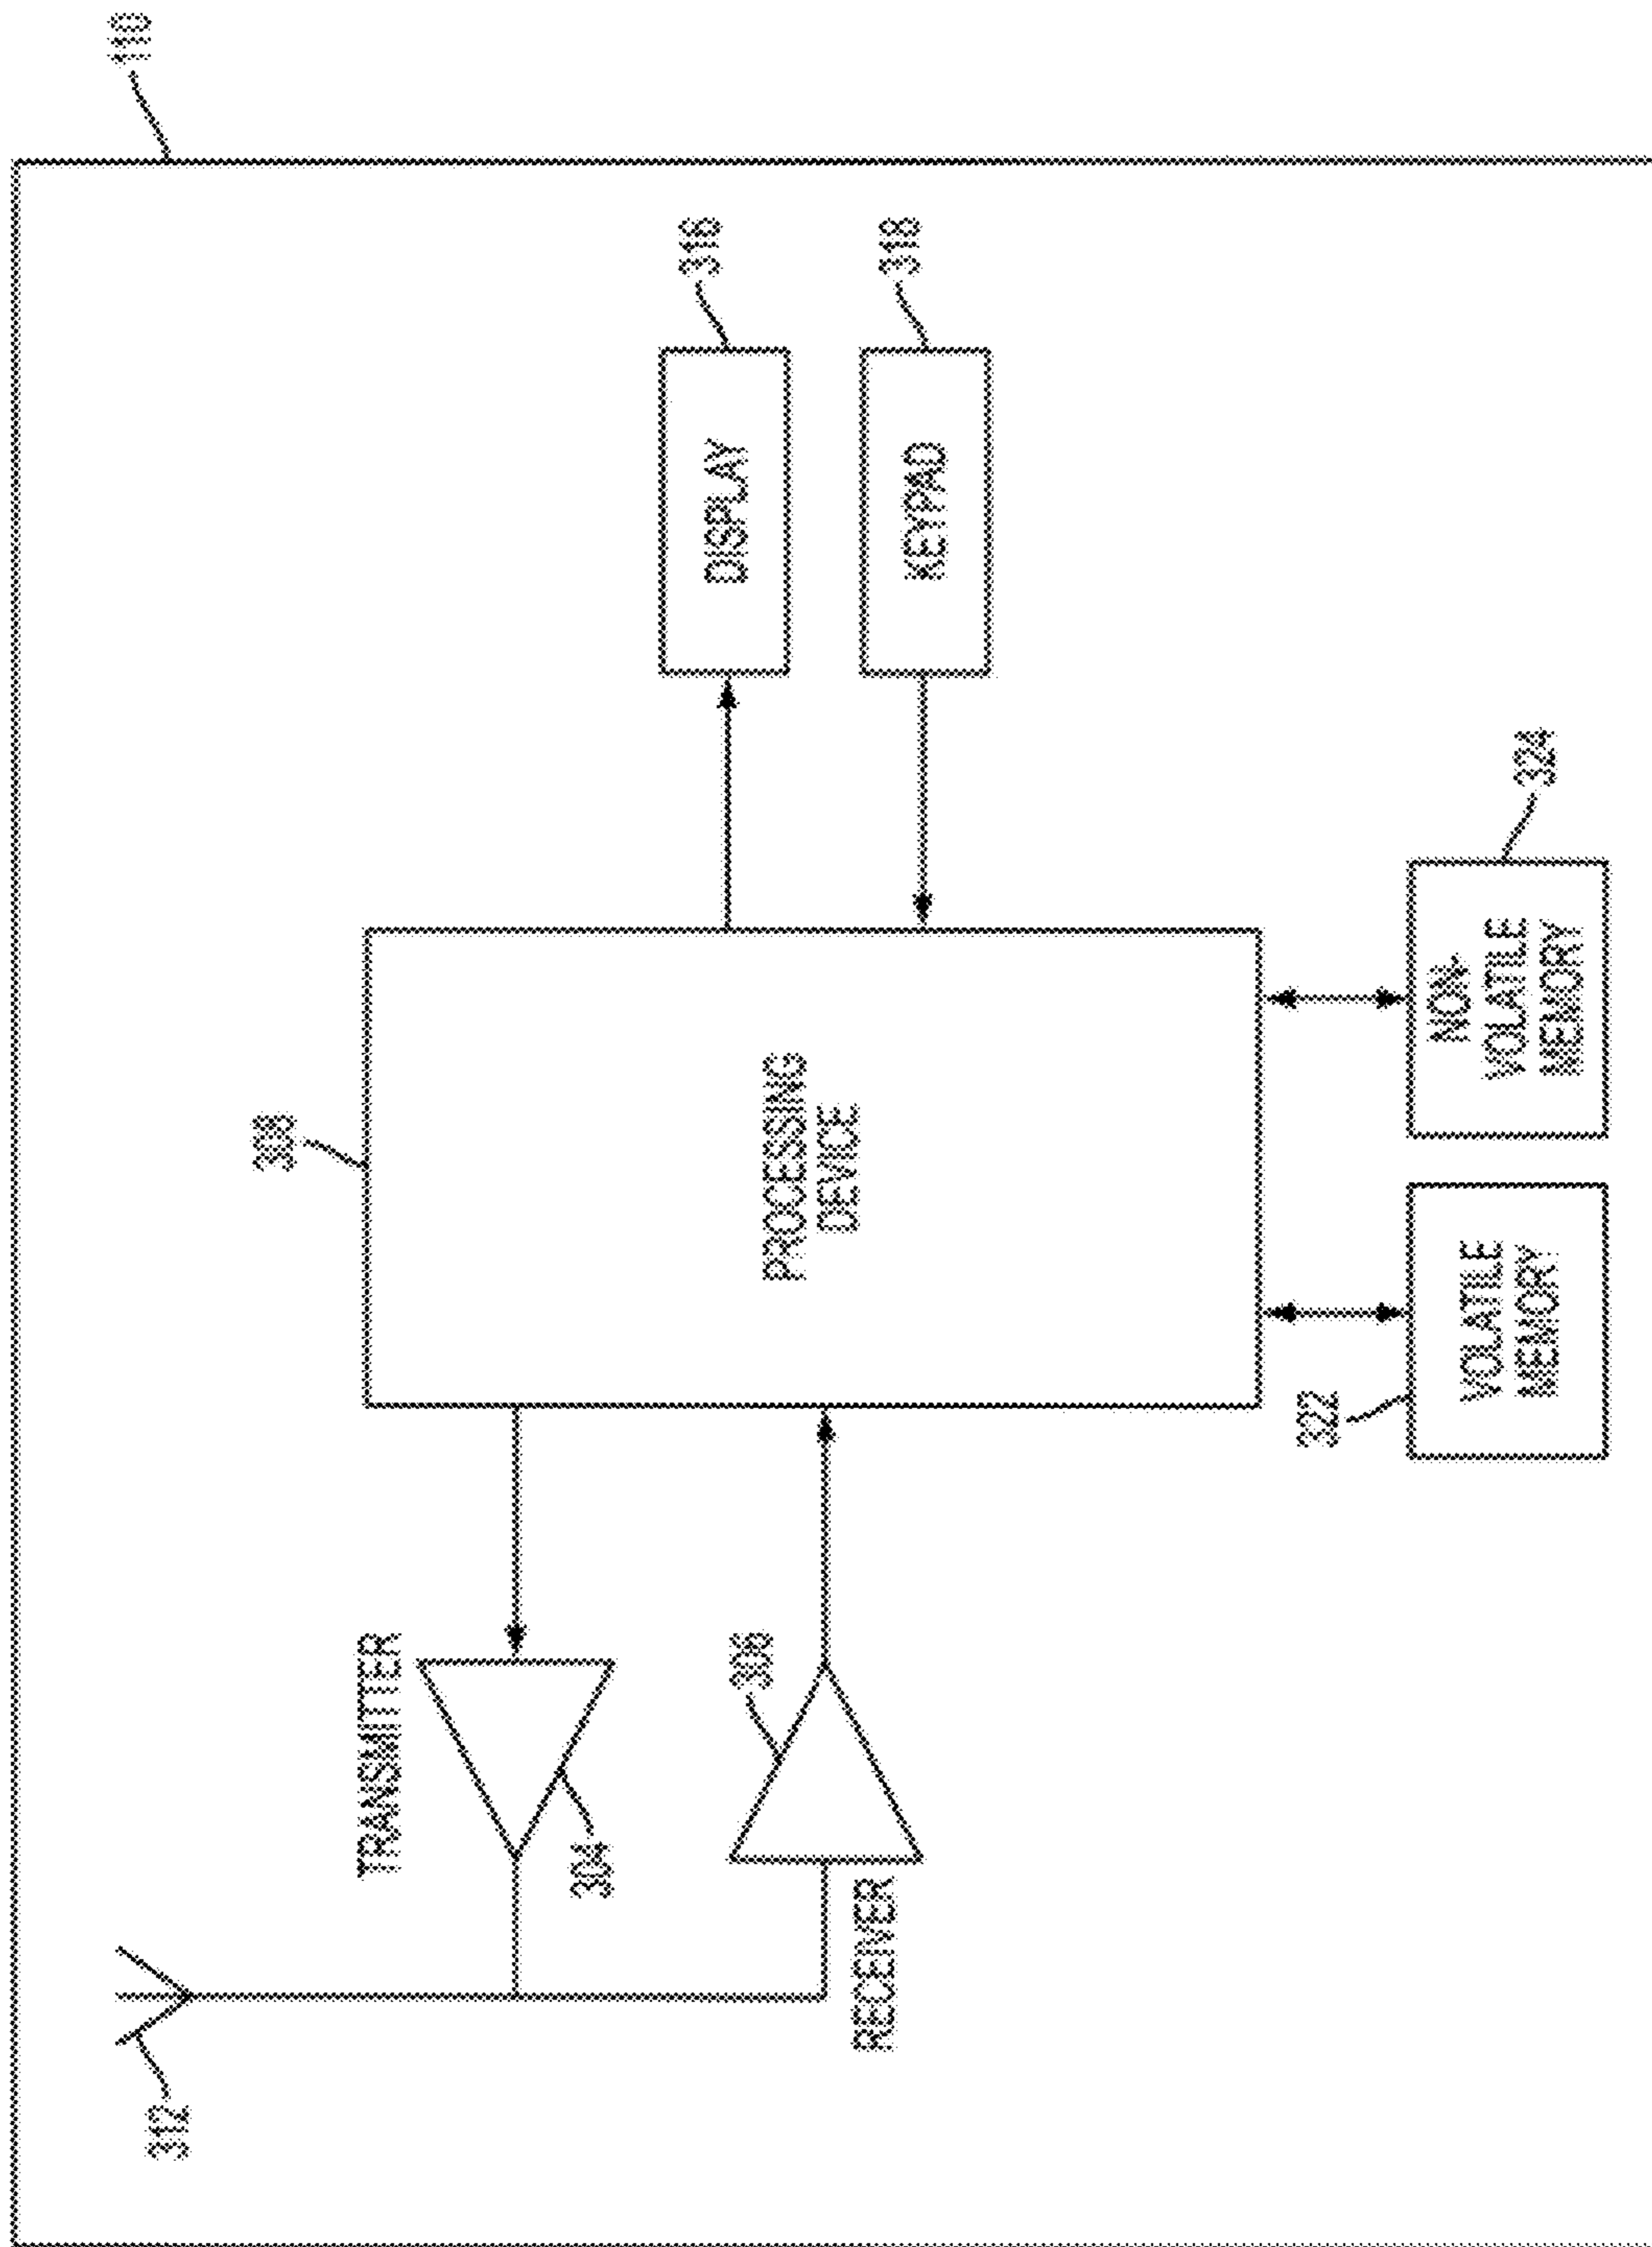 110
312
TRANSMITTER
304
306
RECEIVER
308
PROCESSING
DEVICE
DISPLAY
316
KEYPAD
318
322
VOLATILE
MEMORY
NON-
VOLATILE
MEMORY
324